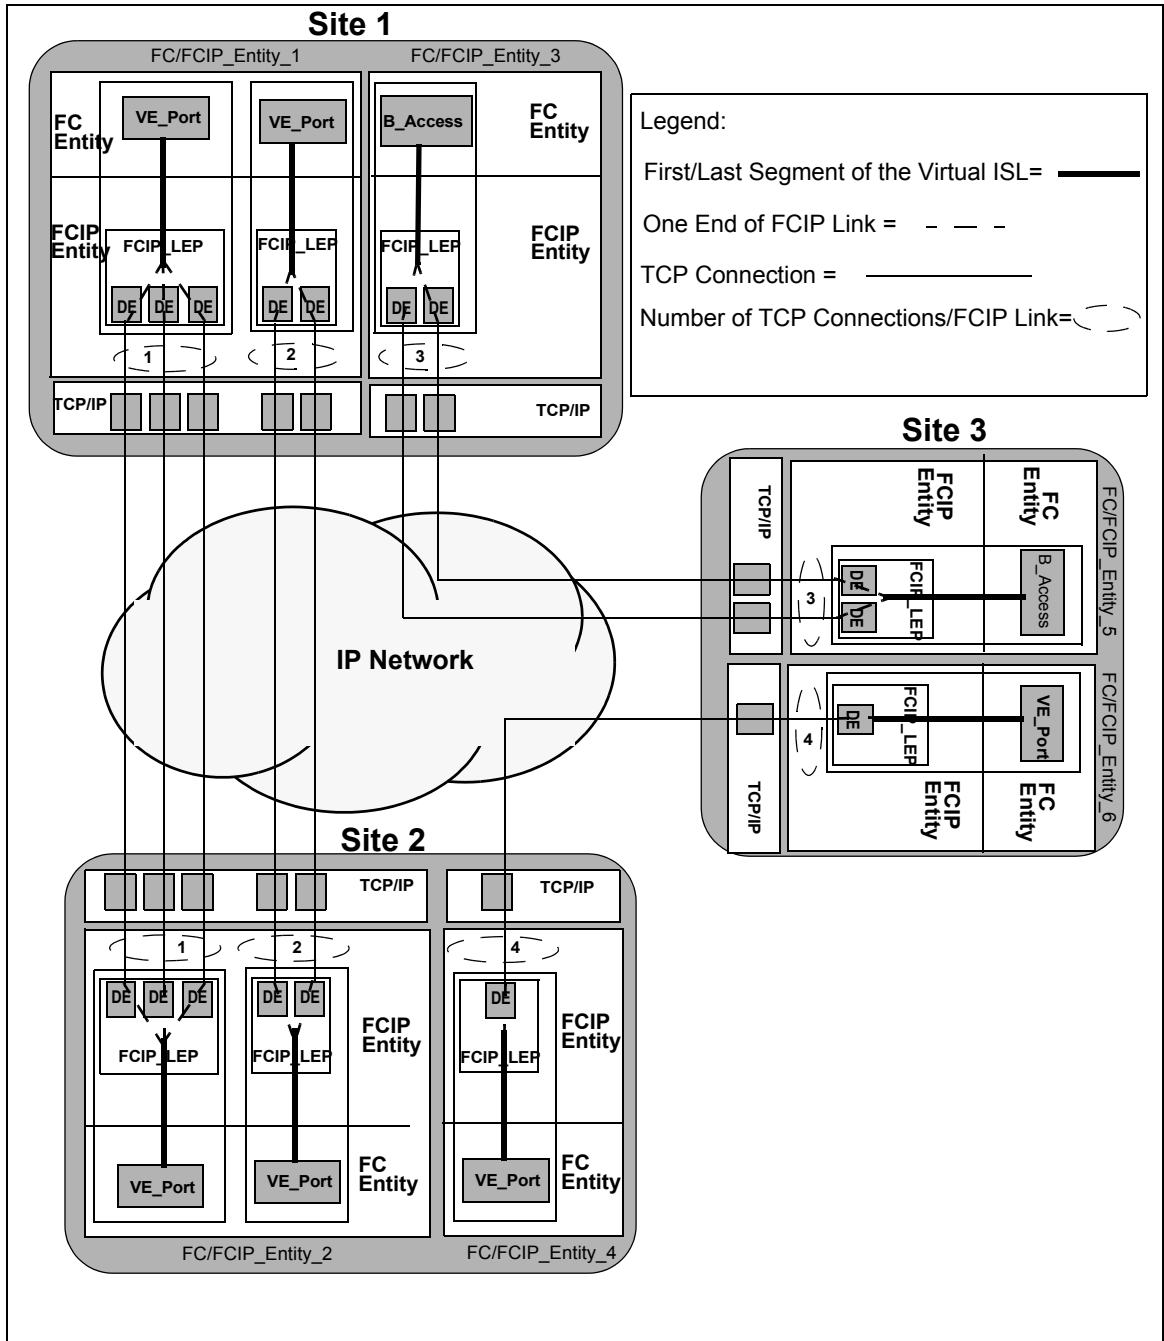 Site 1
FC/FCIP_Entity_1
FC/FCIP_Entity_3
VE_Port
VE_Port
B_Access
FC
Entity
FC
Entity
FCIP
Entity
FCIP_LEP
FCIP_LEP
FCIP_LEP
FCIP
Entity
DE
DE
DE
DE
DE
DE
DE
1
2
3
TCP/IP
TCP/IP
Legend:
First/Last Segment of the Virtual ISL=
One End of FCIP Link =
TCP Connection =
Number of TCP Connections/FCIP Link=
Site 3
TCP/IP
FCIP
Entity
FC
Entity
FC/FCIP_Entity_5
3
DE
DE
FCIP_LEP
B_Access
4
DE
FCIP_LEP
VE_Port
FC/FCIP_Entity_6
TCP/IP
FCIP
Entity
FC
Entity
IP Network
Site 2
TCP/IP
TCP/IP
1
2
4
DE
DE
DE
DE
DE
DE
FCIP_LEP
FCIP_LEP
FCIP
Entity
FCIP_LEP
FCIP
Entity
VE_Port
VE_Port
FC
Entity
VE_Port
FC
Entity
FC/FCIP_Entity_2
FC/FCIP_Entity_4